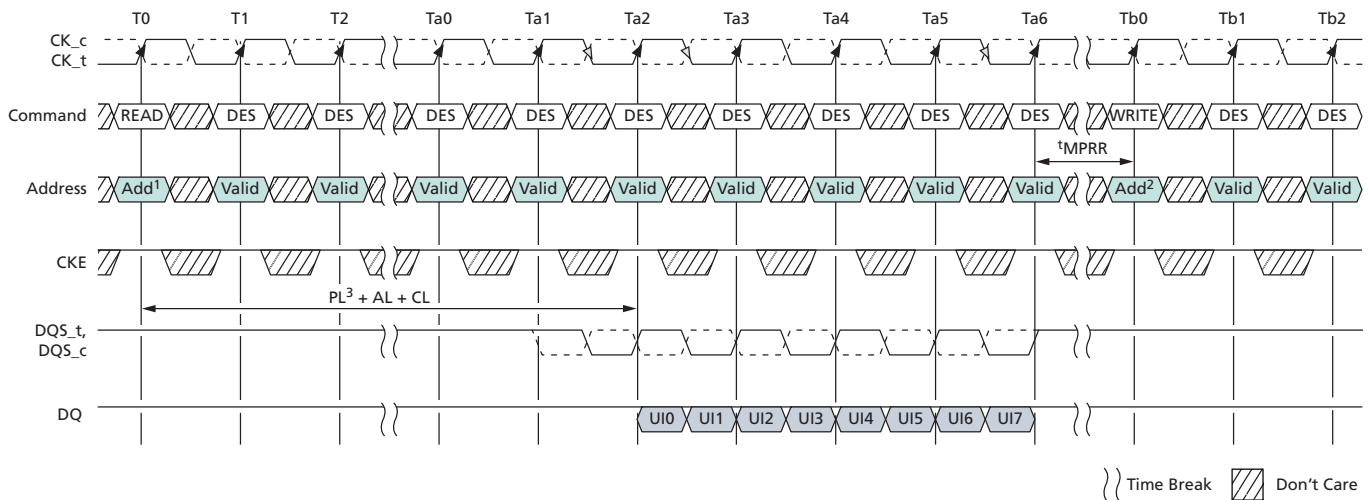 T0 T1 T2 Ta0 Ta1 Ta2 Ta3 Ta4 Ta5 Ta6 Tb0 Tb1 Tb2
CK_c
CK_t
Command READ DES DES DES DES DES DES DES DES DES WRITE DES DES
tMPRR
Address Add1 Valid Valid Valid Valid Valid Valid Valid Valid Valid Add2 Valid Valid
CKE
PL3 + AL + CL
DQS_t,
DQS_c
DQ UI0 UI1 UI2 UI3 UI4 UI5 UI6 UI7
Time Break Don't Care